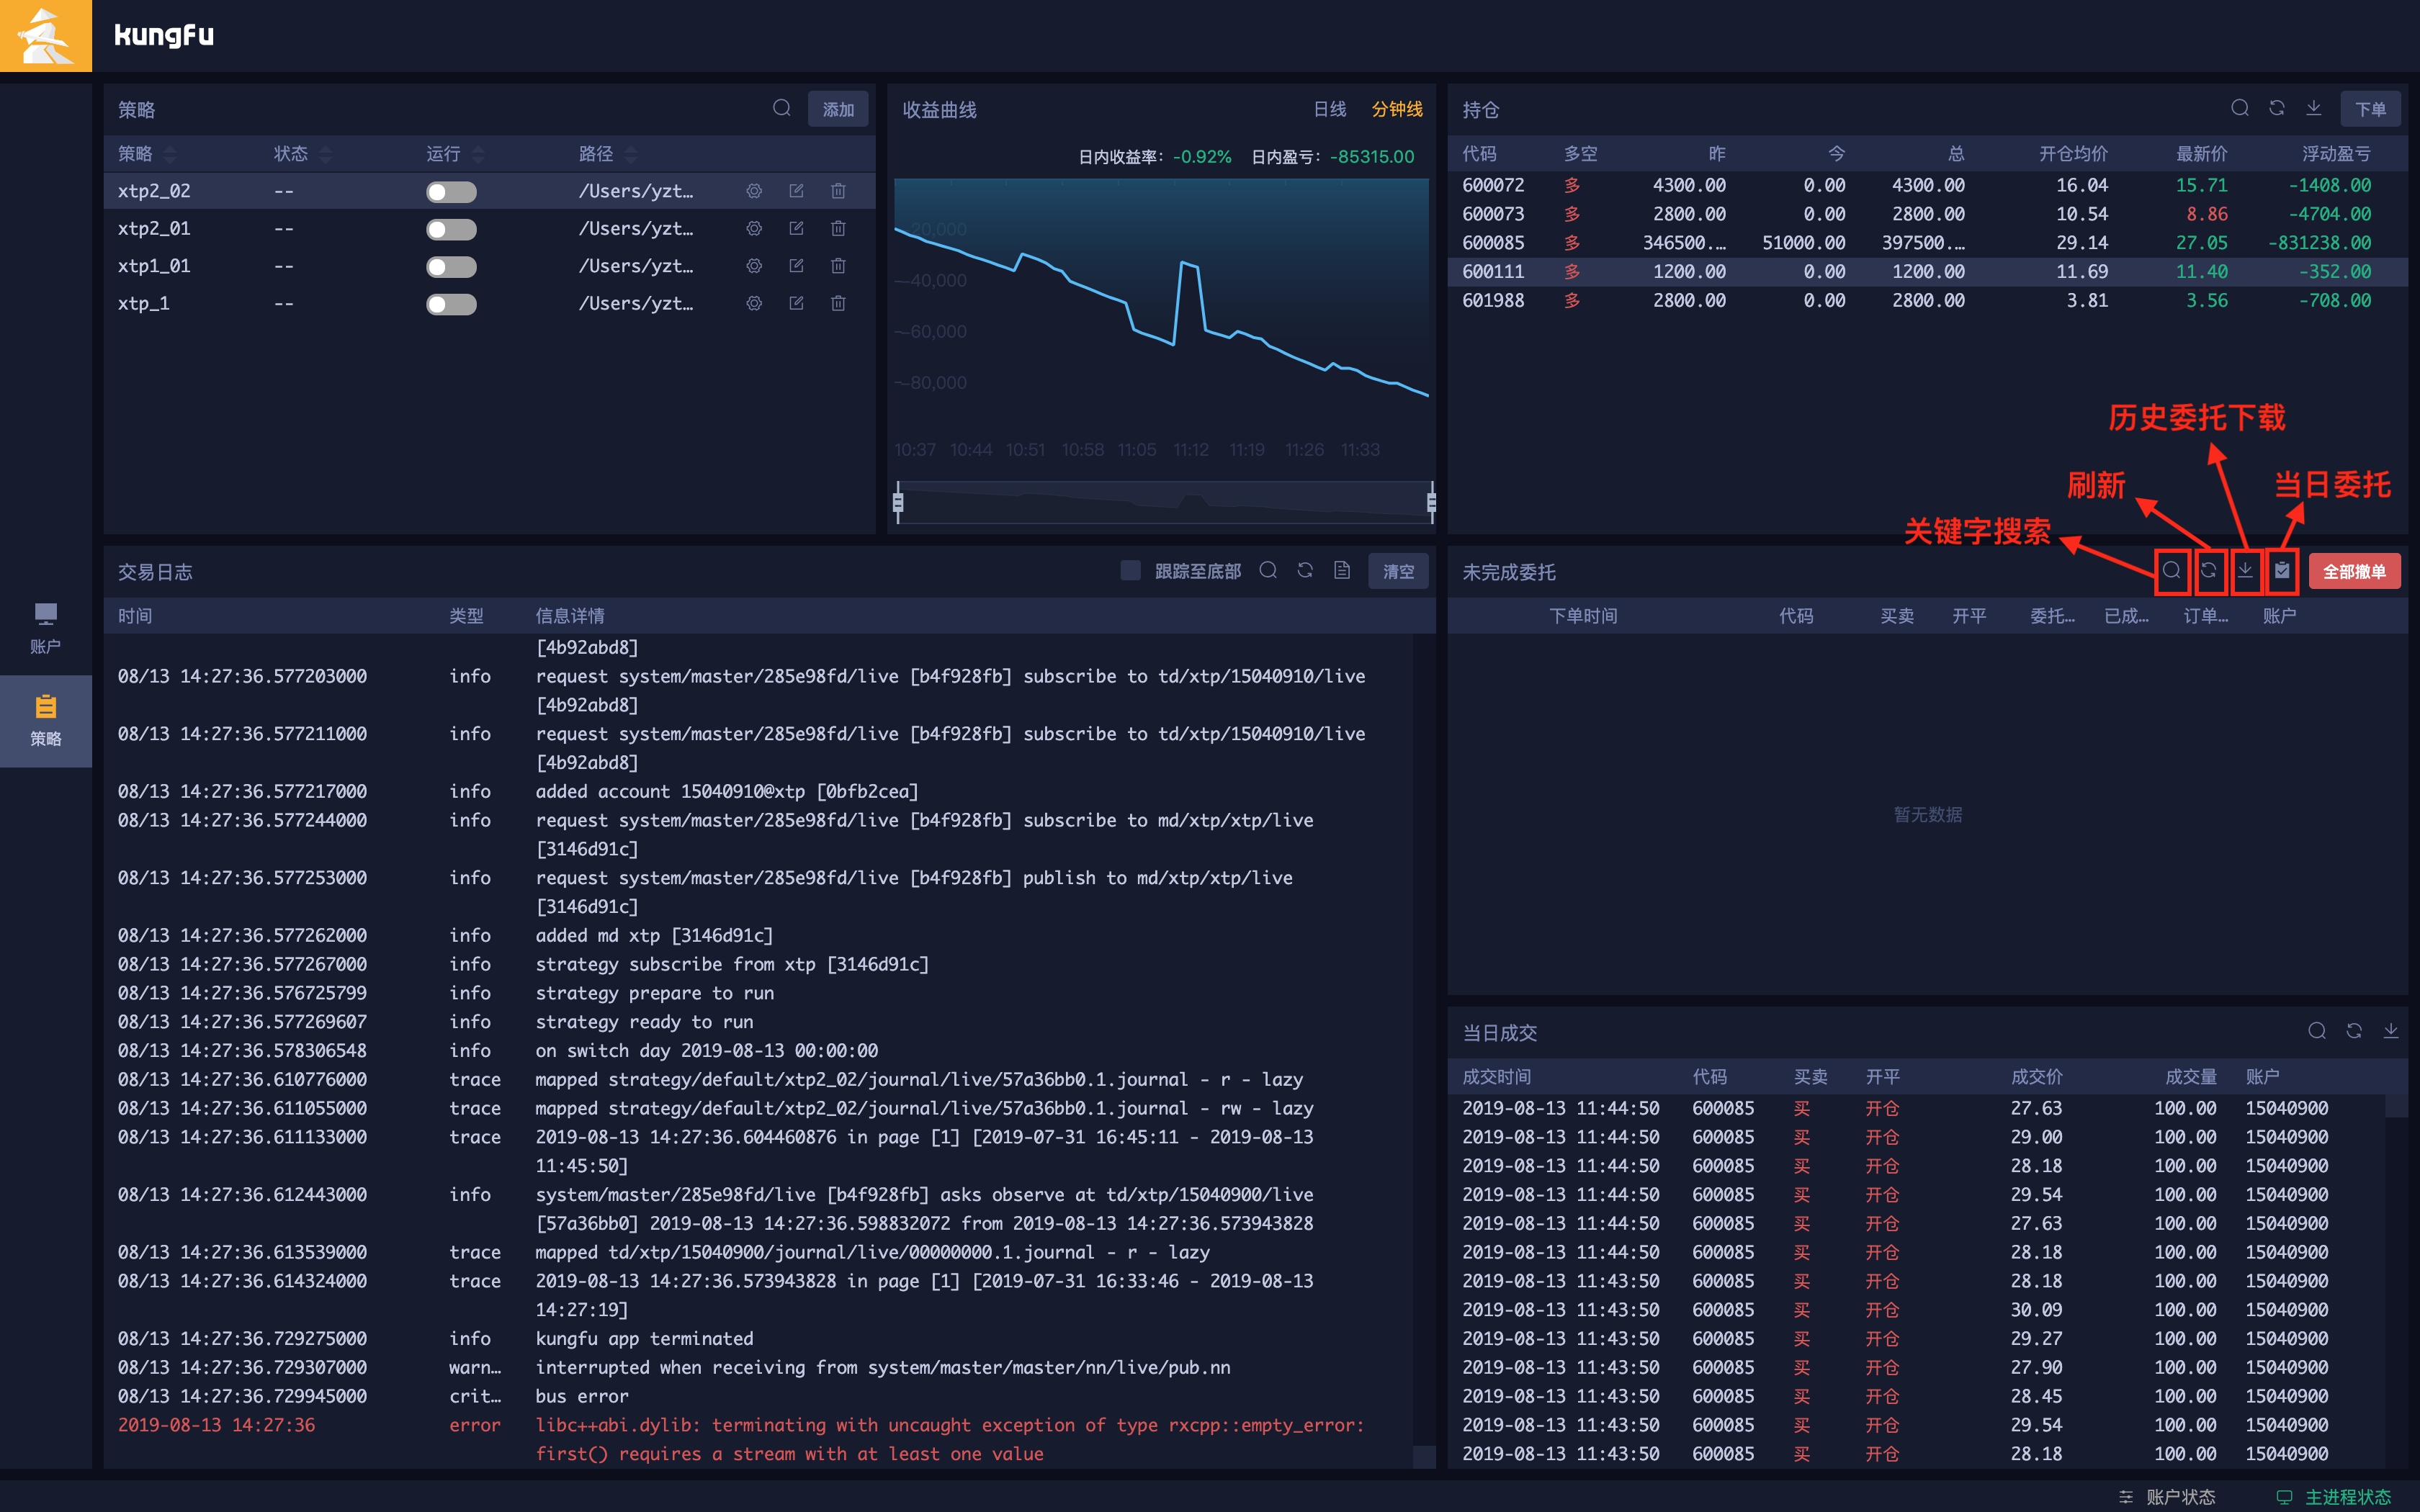 kungfu
策略 添加
策略 状态 运行 路径
xtp2_02 -- /Users/yzt...
xtp2_01 -- /Users/yzt...
xtp1_01 -- /Users/yzt...
xtp_1 -- /Users/yzt...
收益曲线 日线 分钟线
日内收益率: -0.92% 日内盈亏: -85315.00
-20,000
-40,000
-60,000
-80,000
10:37 10:44 10:51 10:58 11:05 11:12 11:19 11:26 11:33
持仓 下单
代码 多空 昨 今 总 开仓均价 最新价 浮动盈亏
600072 多 4300.00 0.00 4300.00 16.04 15.71 -1408.00
600073 多 2800.00 0.00 2800.00 10.54 8.86 -4704.00
600085 多 346500.... 51000.00 397500.... 29.14 27.05 -831238.00
600111 多 1200.00 0.00 1200.00 11.69 11.40 -352.00
601988 多 2800.00 0.00 2800.00 3.81 3.56 -708.00
历史委托下载
刷新
当日委托
关键字搜索
账户
策略
交易日志 跟踪至底部 清空
时间 类型 信息详情
[4b92abd8]
08/13 14:27:36.577203000 info request system/master/285e98fd/live [b4f928fb] subscribe to td/xtp/15040910/live
[4b92abd8]
08/13 14:27:36.577211000 info request system/master/285e98fd/live [b4f928fb] subscribe to td/xtp/15040910/live
[4b92abd8]
08/13 14:27:36.577217000 info added account 15040910@xtp [0bfb2cea]
08/13 14:27:36.577244000 info request system/master/285e98fd/live [b4f928fb] subscribe to md/xtp/xtp/live
[3146d91c]
08/13 14:27:36.577253000 info request system/master/285e98fd/live [b4f928fb] publish to md/xtp/xtp/live
[3146d91c]
08/13 14:27:36.577262000 info added md xtp [3146d91c]
08/13 14:27:36.577267000 info strategy subscribe from xtp [3146d91c]
08/13 14:27:36.576725799 info strategy prepare to run
08/13 14:27:36.577269607 info strategy ready to run
08/13 14:27:36.578306548 info on switch day 2019-08-13 00:00:00
08/13 14:27:36.610776000 trace mapped strategy/default/xtp2_02/journal/live/57a36bb0.1.journal - r - lazy
08/13 14:27:36.611055000 trace mapped strategy/default/xtp2_02/journal/live/57a36bb0.1.journal - rw - lazy
08/13 14:27:36.611133000 trace 2019-08-13 14:27:36.604460876 in page [1] [2019-07-31 16:45:11 - 2019-08-13
11:45:50]
08/13 14:27:36.612443000 info system/master/285e98fd/live [b4f928fb] asks observe at td/xtp/15040900/live
[57a36bb0] 2019-08-13 14:27:36.598832072 from 2019-08-13 14:27:36.573943828
08/13 14:27:36.613539000 trace mapped td/xtp/15040900/journal/live/00000000.1.journal - r - lazy
08/13 14:27:36.614324000 trace 2019-08-13 14:27:36.573943828 in page [1] [2019-07-31 16:33:46 - 2019-08-13
14:27:19]
08/13 14:27:36.729275000 info kungfu app terminated
08/13 14:27:36.729307000 warn... interrupted when receiving from system/master/master/nn/live/pub.nn
08/13 14:27:36.729945000 crit... bus error
2019-08-13 14:27:36 error libc++abi.dylib: terminating with uncaught exception of type rxcpp::empty_error:
first() requires a stream with at least one value
未完成委托 全部撤单
下单时间 代码 买卖 开平 委托... 已成... 订单... 账户
暂无数据
当日成交
成交时间 代码 买卖 开平 成交价 成交量 账户
2019-08-13 11:44:50 600085 买 开仓 27.63 100.00 15040900
2019-08-13 11:44:50 600085 买 开仓 29.00 100.00 15040900
2019-08-13 11:44:50 600085 买 开仓 28.18 100.00 15040900
2019-08-13 11:44:50 600085 买 开仓 29.54 100.00 15040900
2019-08-13 11:44:50 600085 买 开仓 27.63 100.00 15040900
2019-08-13 11:44:50 600085 买 开仓 28.18 100.00 15040900
2019-08-13 11:43:50 600085 买 开仓 28.18 100.00 15040900
2019-08-13 11:43:50 600085 买 开仓 30.09 100.00 15040900
2019-08-13 11:43:50 600085 买 开仓 29.27 100.00 15040900
2019-08-13 11:43:50 600085 买 开仓 27.90 100.00 15040900
2019-08-13 11:43:50 600085 买 开仓 28.45 100.00 15040900
2019-08-13 11:43:50 600085 买 开仓 29.54 100.00 15040900
2019-08-13 11:43:50 600085 买 开仓 28.18 100.00 15040900
账户状态 主进程状态